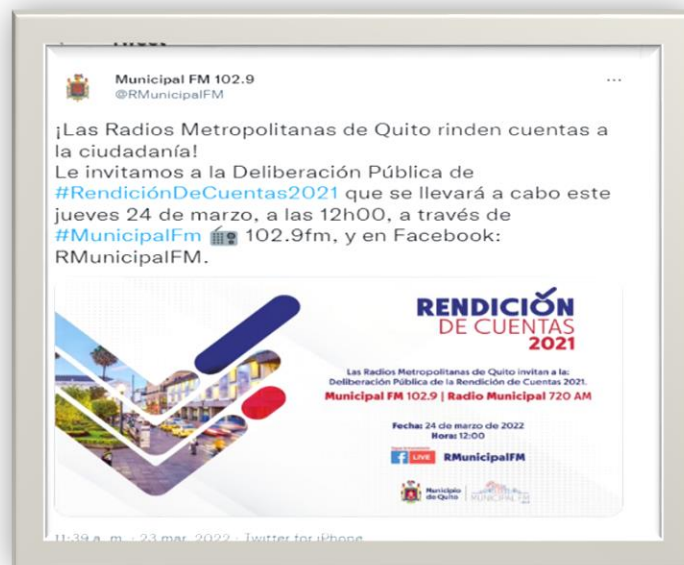 Municipal FM 102.9
@RMunicipalFM
¡Las Radios Metropolitanas de Quito rinden cuentas a
la ciudadanía!
Le invitamos a la Deliberación Pública de
#RendiciónDeCuentas2021 que se llevará a cabo este
jueves 24 de marzo, a las 12h00, a través de
#MunicipalFm 102.9fm, y en Facebook:
RMunicipalFM.
RENDICIÓN
DE CUENTAS
2021
Las Radios Metropolitanas de Quito invitan a la:
Deliberación Pública de la Rendición de Cuentas 2021.
Municipal FM 102.9 | Radio Municipal 720 AM
Fecha: 24 de marzo de 2022
Hora: 12:00
LIVE RMunicipalFM
Municipio
de Quito
MUNICIPAL
11:39 a. m. · 23 mar. 2022 · Twitter for iPhone